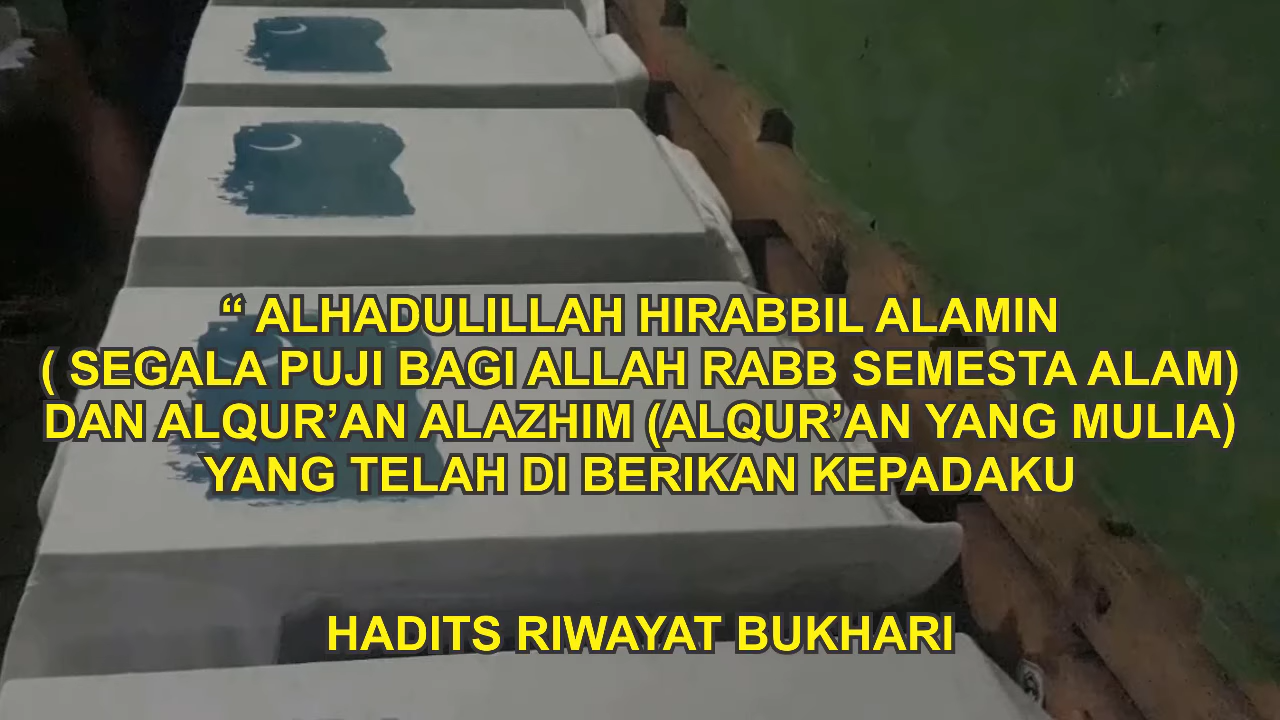 “ ALHADULILLAH HIRABBIL ALAMIN
( SEGALA PUJI BAGI ALLAH RABB SEMESTA ALAM)
DAN ALQUR’AN ALAZHIM (ALQUR’AN YANG MULIA)
YANG TELAH DI BERIKAN KEPADAKU
HADITS RIWAYAT BUKHARI